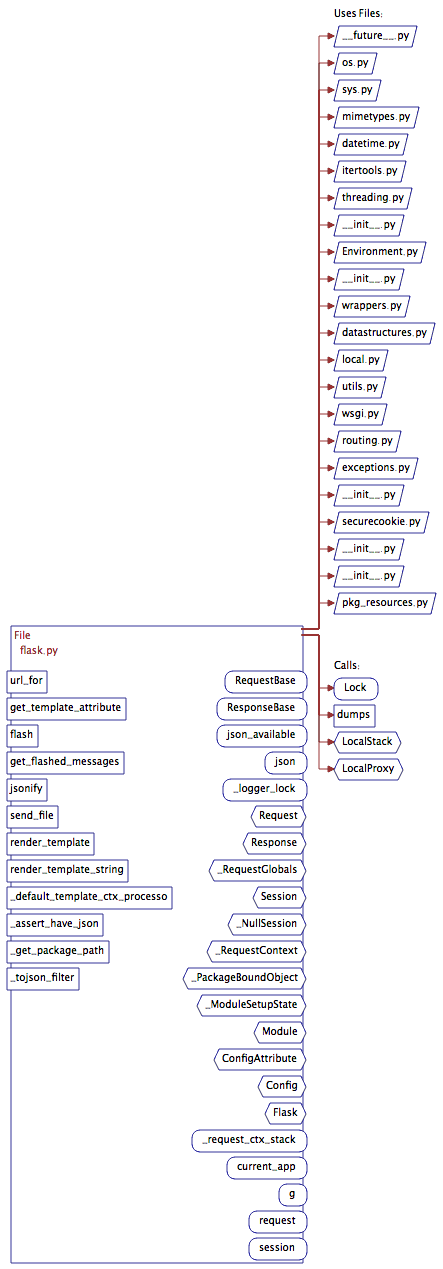 Uses Files:
__future__.py
os.py
sys.py
mimetypes.py
datetime.py
itertools.py
threading.py
__init__.py
Environment.py
__init__.py
wrappers.py
datastructures.py
local.py
utils.py
wsgi.py
routing.py
exceptions.py
__init__.py
securecookie.py
__init__.py
__init__.py
pkg_resources.py
File
flask.py
url_for
get_template_attribute
flash
get_flashed_messages
jsonify
send_file
render_template
render_template_string
_default_template_ctx_processo
_assert_have_json
_get_package_path
_tojson_filter
RequestBase
ResponseBase
json_available
json
_logger_lock
Request
Response
_RequestGlobals
Session
_NullSession
_RequestContext
_PackageBoundObject
_ModuleSetupState
Module
ConfigAttribute
Config
Flask
_request_ctx_stack
current_app
g
request
session
Calls:
Lock
dumps
LocalStack
LocalProxy